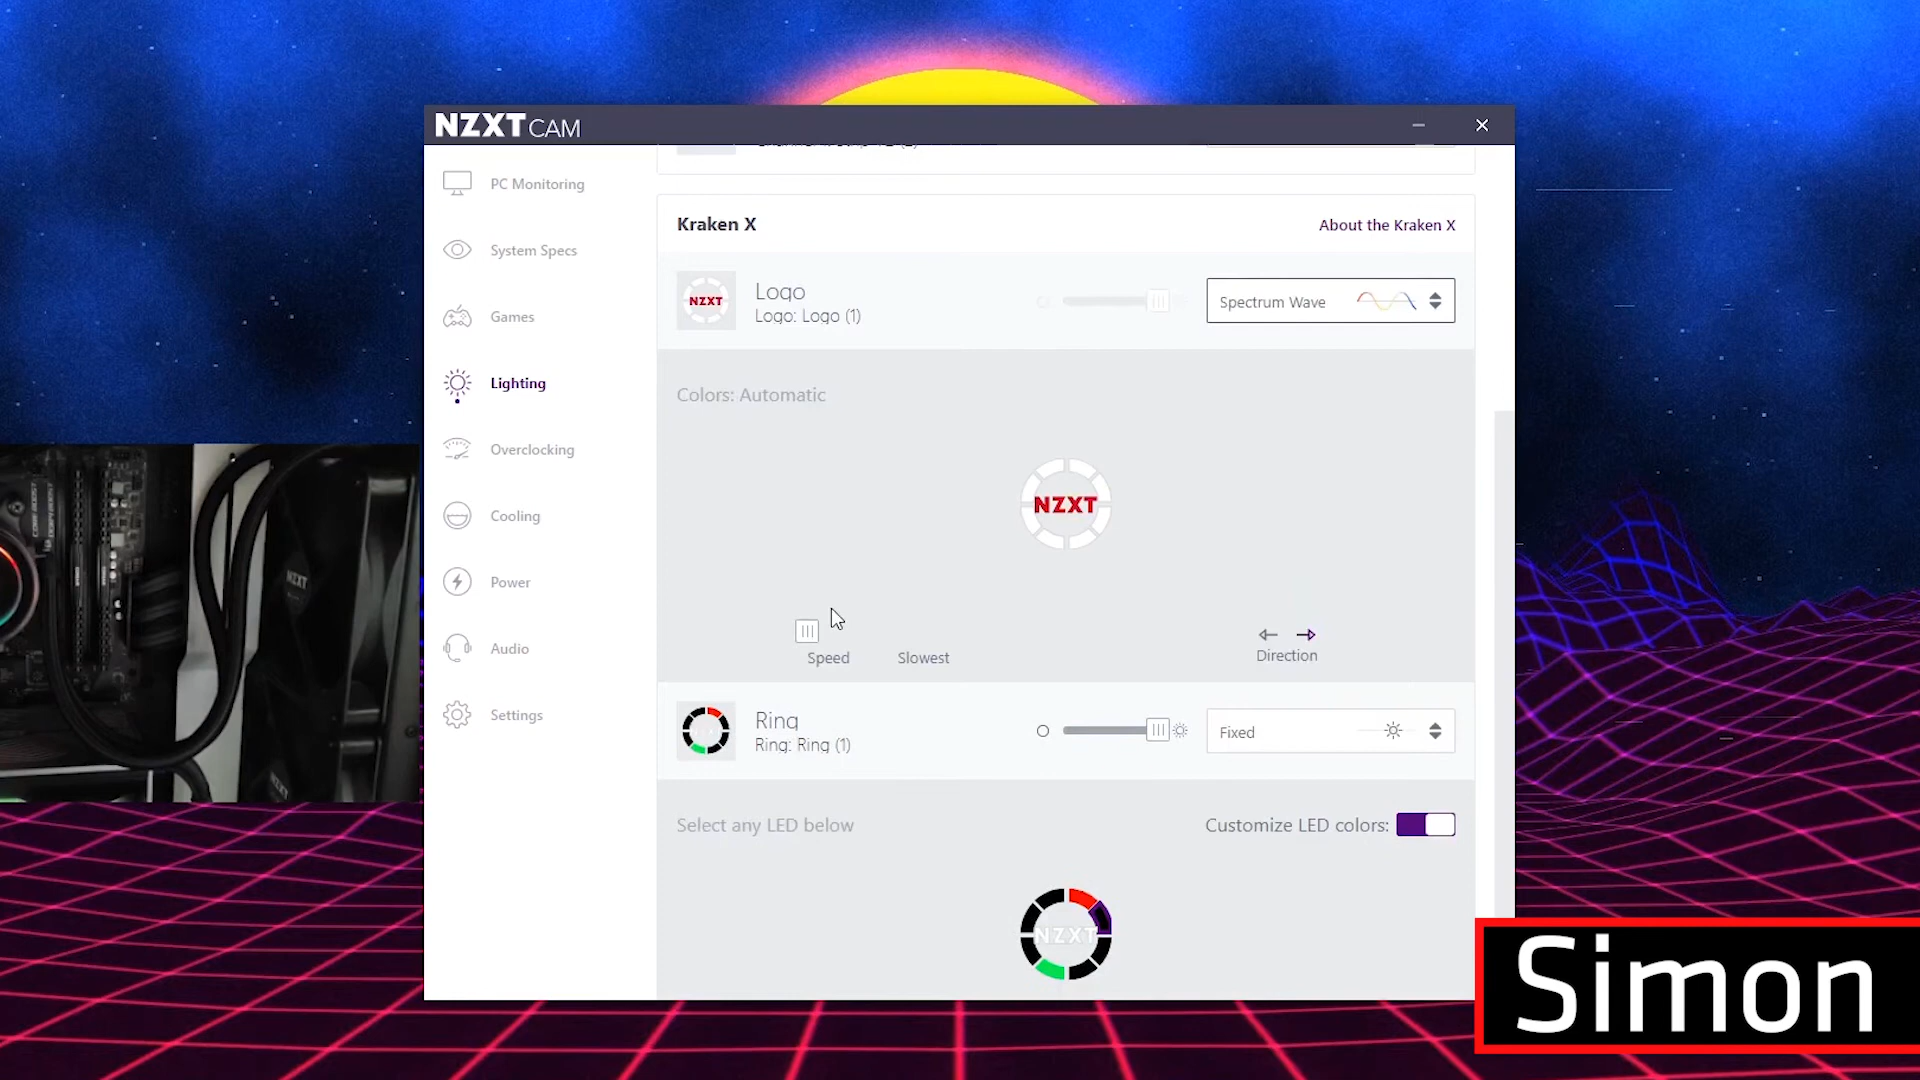 NZXT CAM
PC Monitoring
System Specs
Games
Lighting
Overclocking
Cooling
Power
Audio
Settings
Kraken X
About the Kraken X
NZXT
Logo
Logo: Logo (1)
Spectrum Wave
Colors: Automatic
NZXT
Speed
Slowest
Direction
Ring
Ring: Ring (1)
Fixed
Select any LED below
Customize LED colors:
NZXT
NZXT
NZXT
Simon